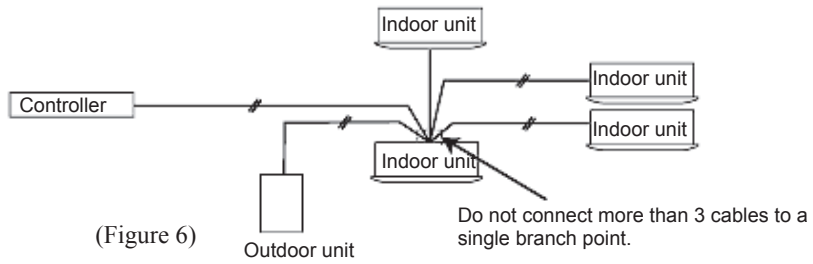 Indoor unit
Indoor unit
Controller
Indoor unit
Indoor unit
Do not connect more than 3 cables to a
single branch point.
(Figure 6)
Outdoor unit